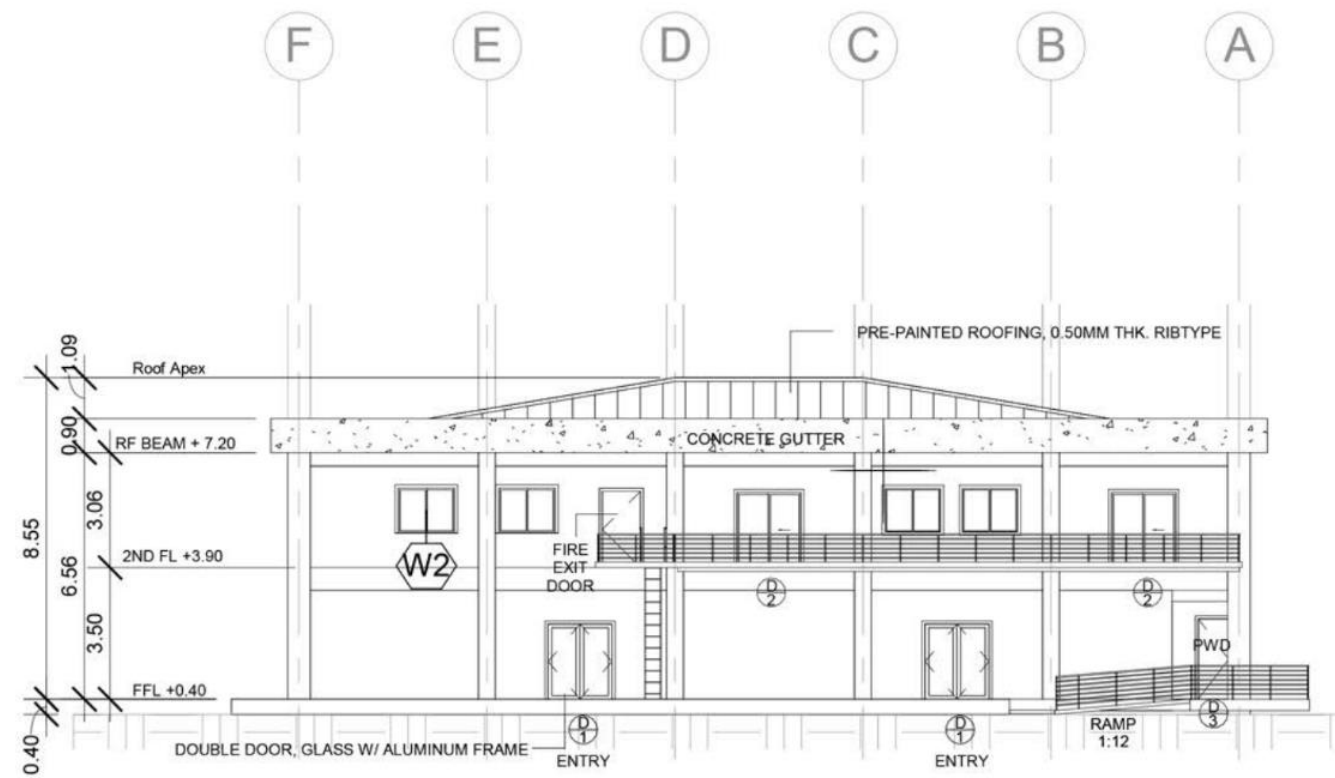 F E D C B A
PRE-PAINTED ROOFING, 0.50MM THK. RIBTYPE
1.09
Roof Apex
0.90
RF BEAM + 7.20
CONCRETE GUTTER
8.55
6.56
3.06
2ND FL +3.90
W2
FIRE
EXIT
DOOR
D
2
D
2
3.50
PWD
FFL +0.40
0.40
DOUBLE DOOR, GLASS W/ ALUMINUM FRAME
D
1
ENTRY
D
1
ENTRY
RAMP
1:12
D
3